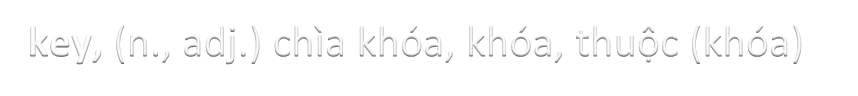 key, (n., adj.) chìa khóa, khóa, thuộc (khóa)